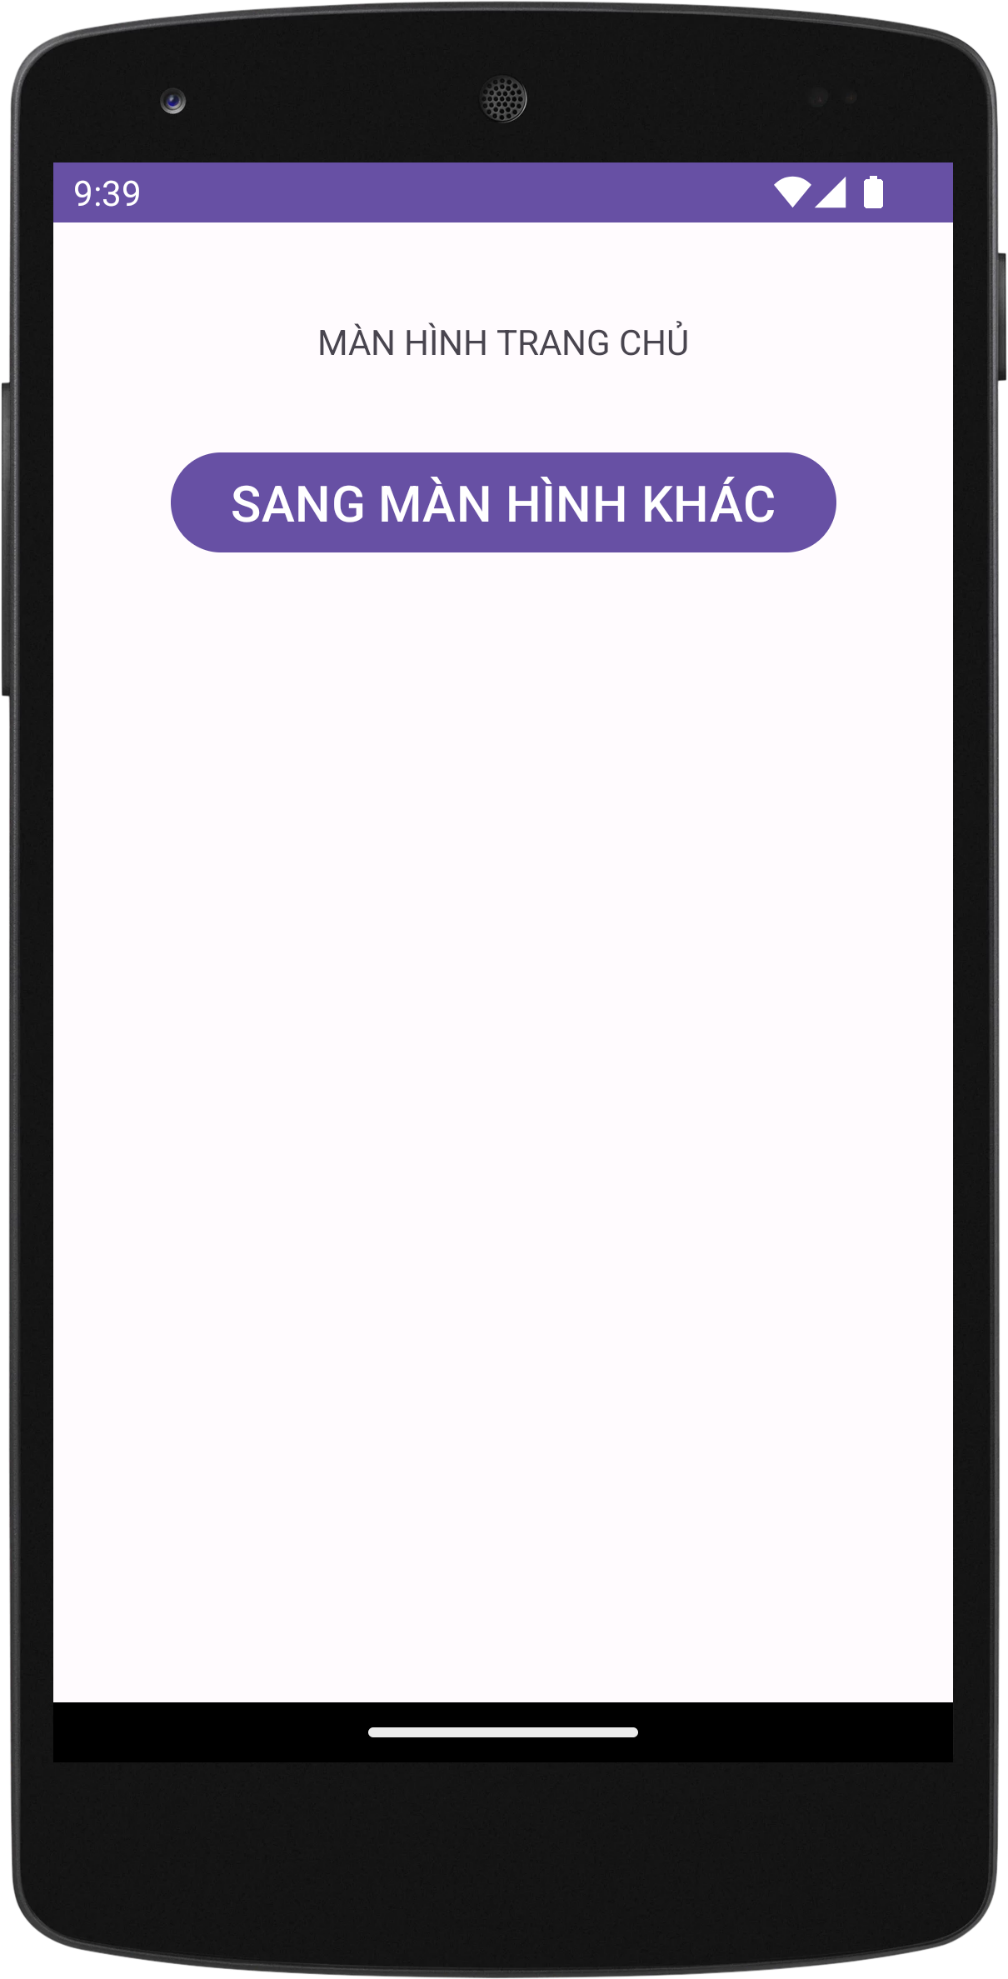 9:39
MÀN HÌNH TRANG CHỦ
SANG MÀN HÌNH KHÁC